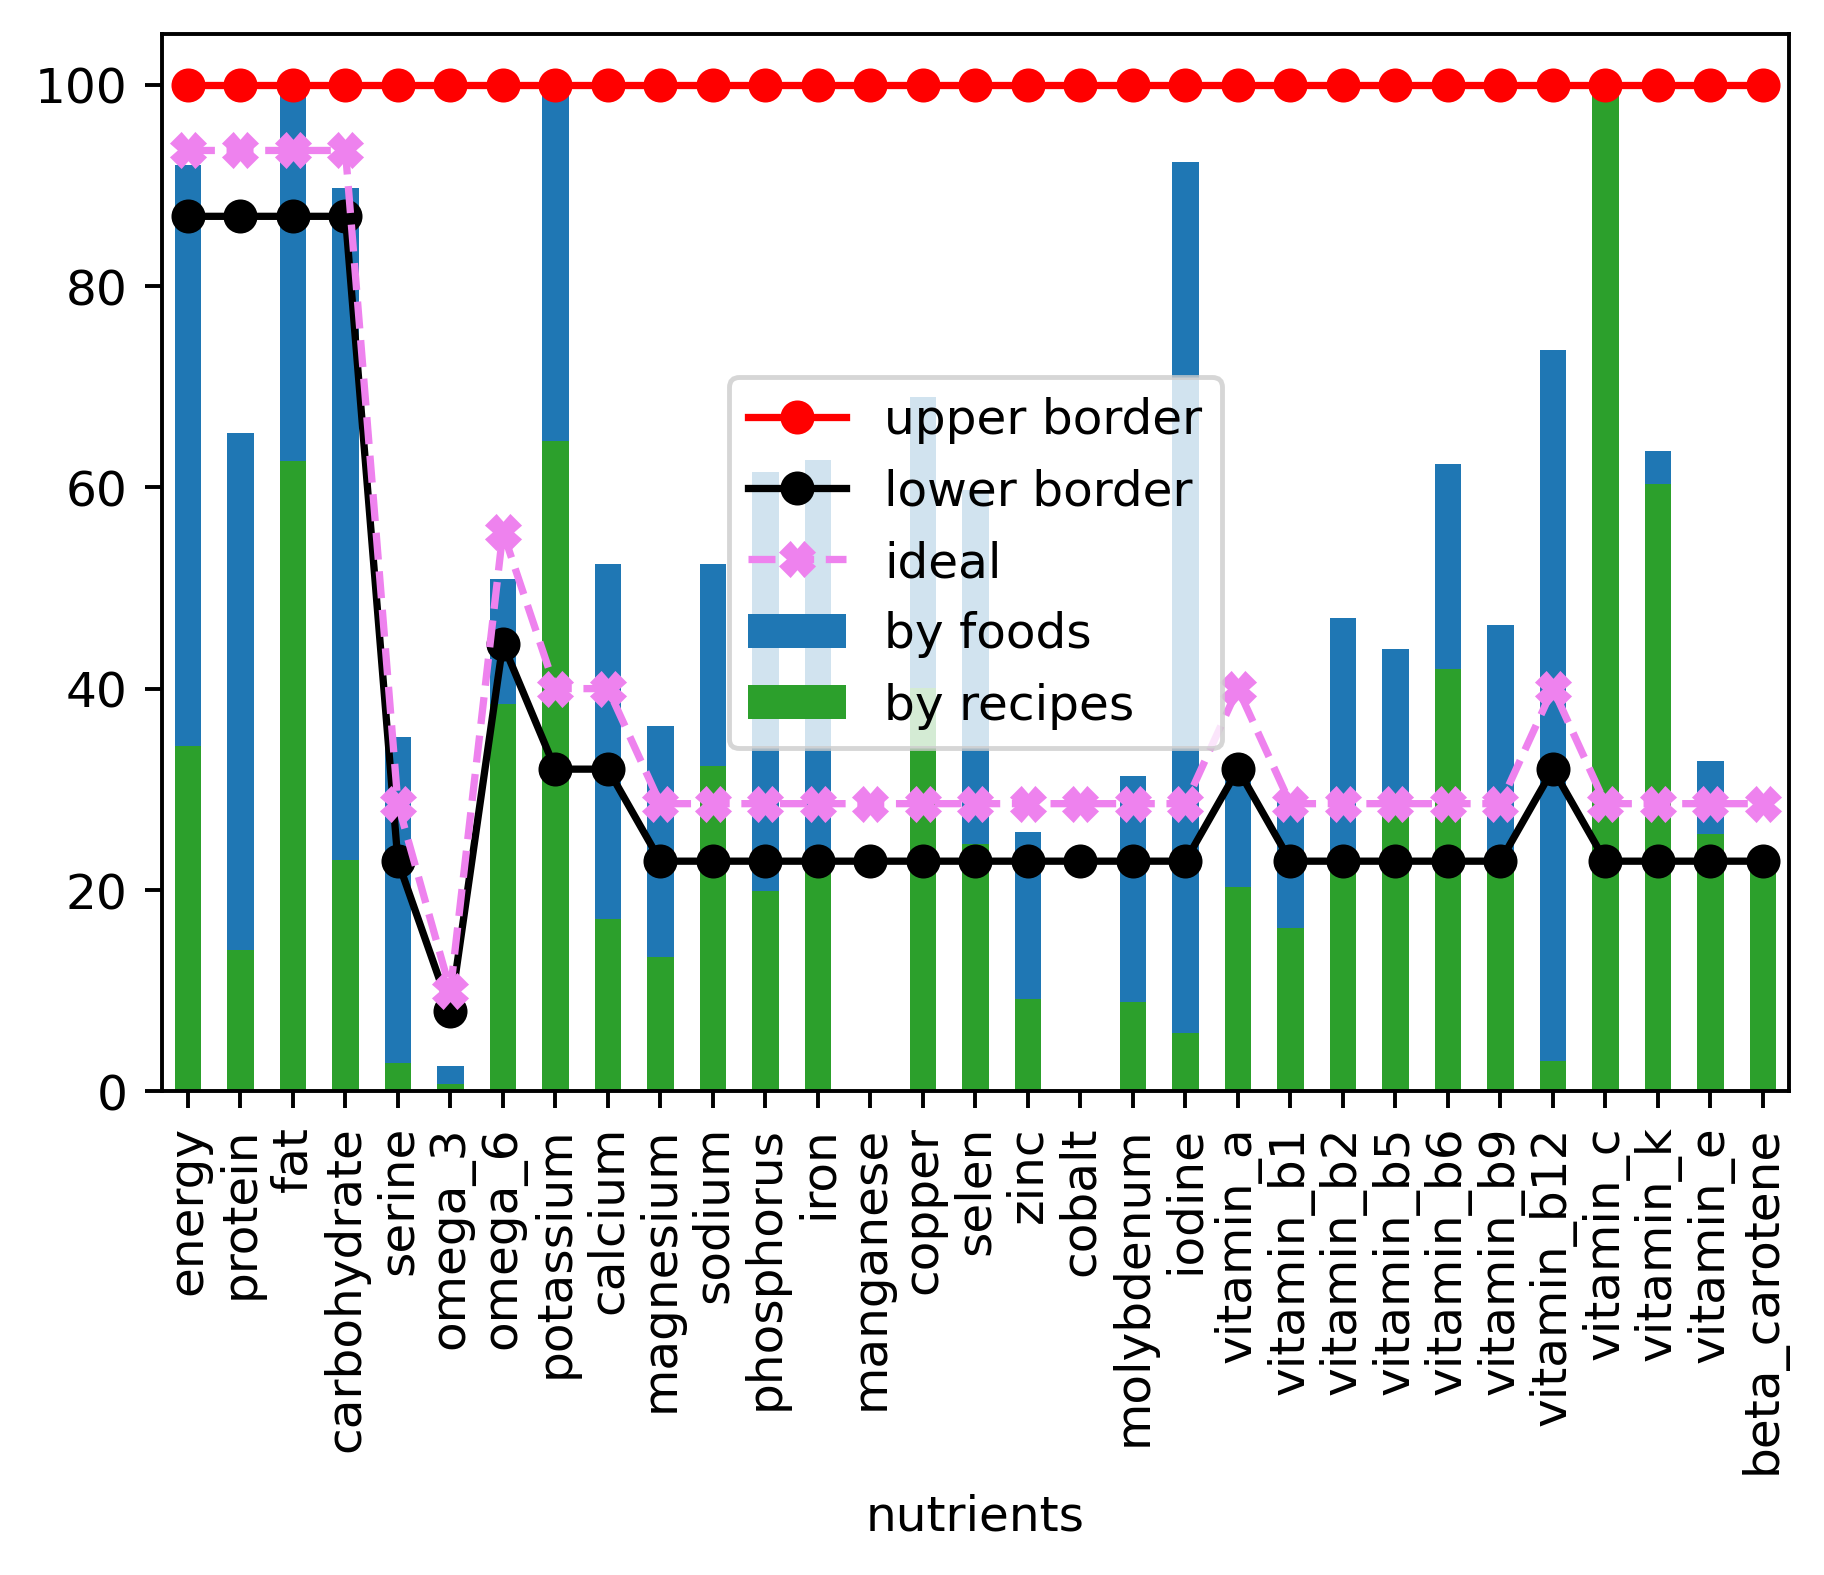 100
80
60
40
20
0
upper border
lower border
ideal
by foods
by recipes
energy
protein
fat
carbohydrate
serine
omega_3
omega_6
potassium
calcium
magnesium
sodium
phosphorus
iron
manganese
copper
selen
zinc
cobalt
molybdenum
iodine
vitamin_a
vitamin_b1
vitamin_b2
vitamin_b5
vitamin_b6
vitamin_b9
vitamin_b12
vitamin_c
vitamin_k
vitamin_e
beta_carotene
nutrients